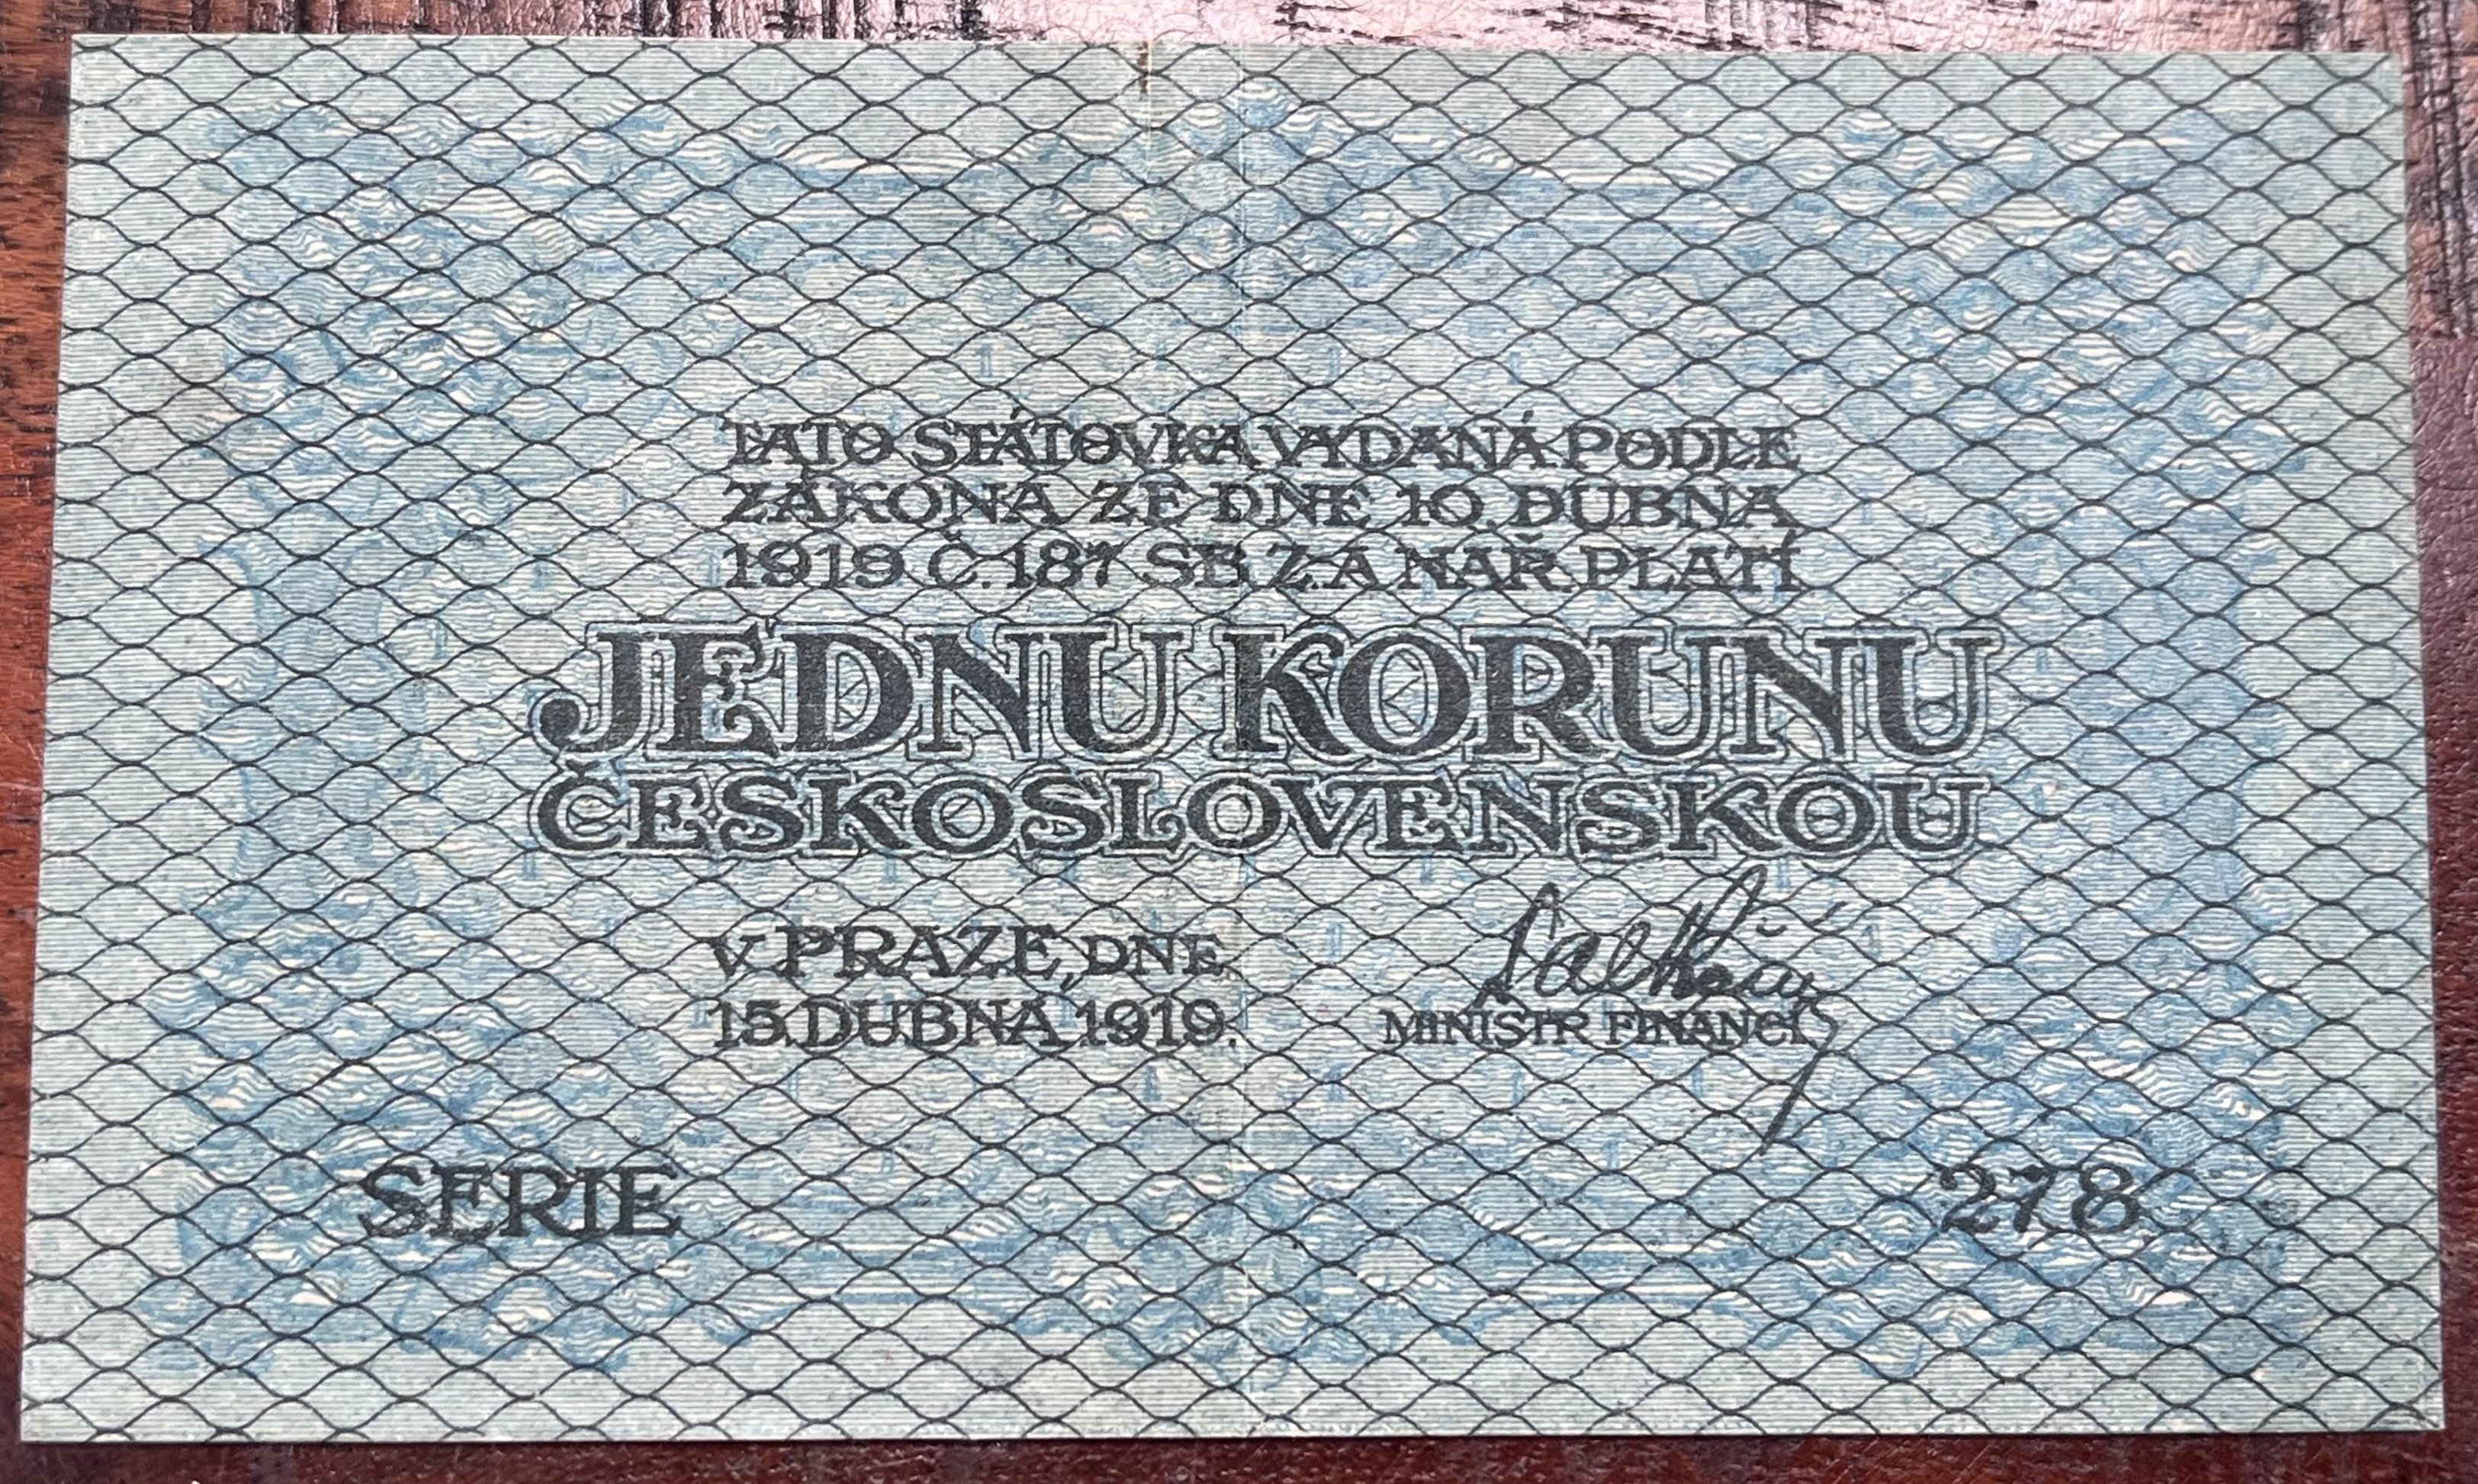 TATO STÁTOVKA VYDANÁ PODLE
ZÁKONA ZE DNE 10. DUBNA
1919 Č. 187 SB. Z. A NAŘ. PLATÍ
JEDNU KORUNU
ČESKOSLOVENSKOU
V PRAZE, DNE
15. DUBNA 1919.
MINISTR FINANCÍ
SERIE 278